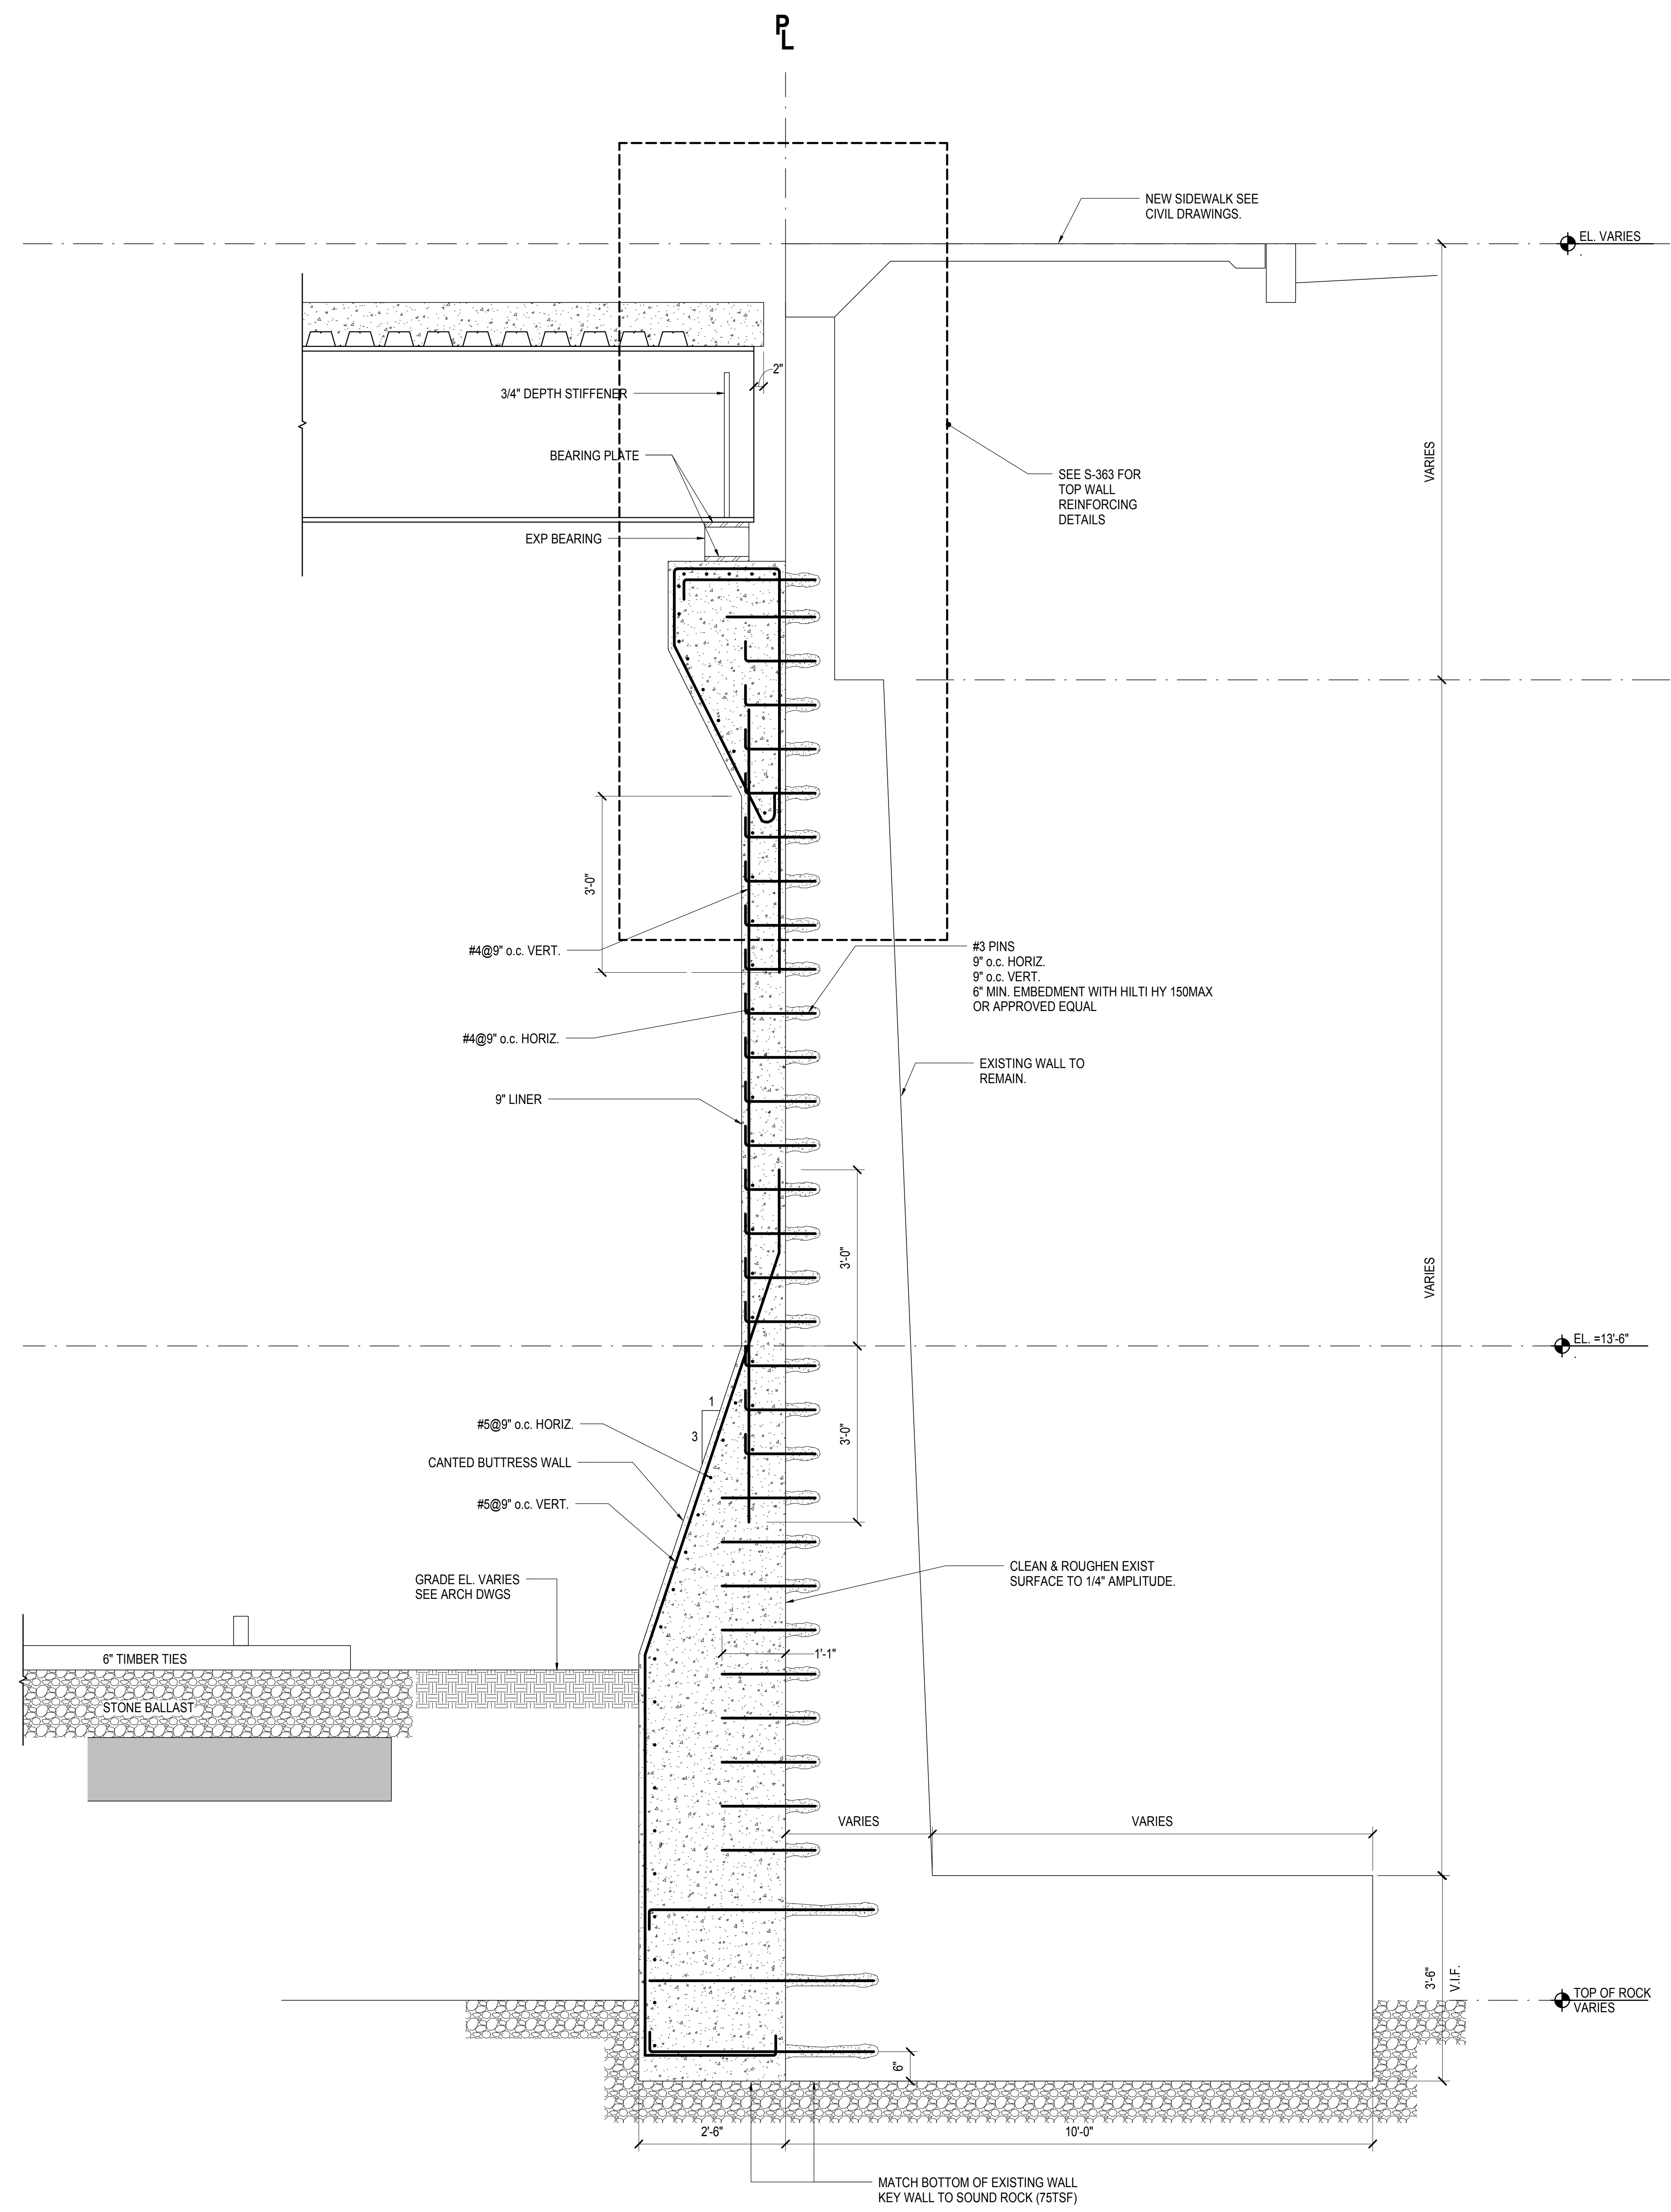 PL
NEW SIDEWALK SEE
CIVIL DRAWINGS.
EL. VARIES
2"
3/4" DEPTH STIFFENER
BEARING PLATE
VARIES
SEE S-363 FOR
TOP WALL
REINFORCING
DETAILS
EXP BEARING
3'-0"
#4@9" o.c. VERT.
#3 PINS
9" o.c. HORIZ.
9" o.c. VERT.
6" MIN. EMBEDMENT WITH HILTI HY 150MAX
OR APPROVED EQUAL
#4@9" o.c. HORIZ.
EXISTING WALL TO
REMAIN.
9" LINER
3'-0"
VARIES
EL. =13'-6"
1
3
#5@9" o.c. HORIZ.
3'-0"
CANTED BUTTRESS WALL
#5@9" o.c. VERT.
CLEAN & ROUGHEN EXIST
SURFACE TO 1/4" AMPLITUDE.
GRADE EL. VARIES
SEE ARCH DWGS
1'-1"
6" TIMBER TIES
STONE BALLAST
VARIES
VARIES
3'-6"
V.I.F.
TOP OF ROCK
VARIES
6"
2'-6"
10'-0"
MATCH BOTTOM OF EXISTING WALL
KEY WALL TO SOUND ROCK (75TSF)